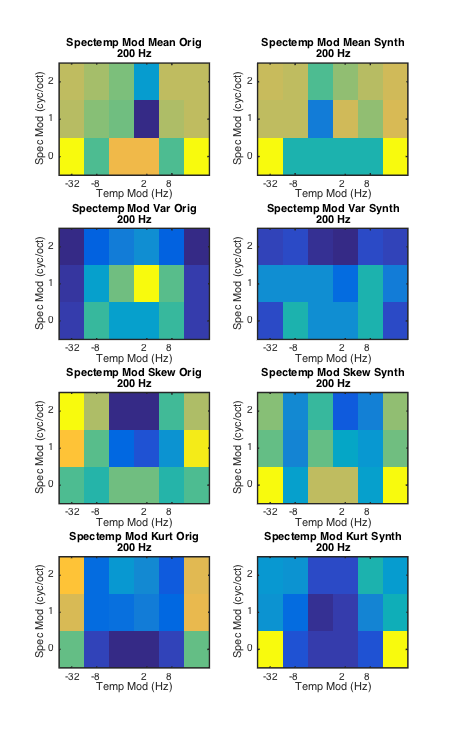 Spectemp Mod Mean Orig
200 Hz
Spec Mod (cyc/oct)
2
1
0
-32 -8 2 8
Temp Mod (Hz)
Spectemp Mod Mean Synth
200 Hz
Spec Mod (cyc/oct)
2
1
0
-32 -8 2 8
Temp Mod (Hz)
Spectemp Mod Var Orig
200 Hz
Spec Mod (cyc/oct)
2
1
0
-32 -8 2 8
Temp Mod (Hz)
Spectemp Mod Var Synth
200 Hz
Spec Mod (cyc/oct)
2
1
0
-32 -8 2 8
Temp Mod (Hz)
Spectemp Mod Skew Orig
200 Hz
Spec Mod (cyc/oct)
2
1
0
-32 -8 2 8
Temp Mod (Hz)
Spectemp Mod Skew Synth
200 Hz
Spec Mod (cyc/oct)
2
1
0
-32 -8 2 8
Temp Mod (Hz)
Spectemp Mod Kurt Orig
200 Hz
Spec Mod (cyc/oct)
2
1
0
-32 -8 2 8
Temp Mod (Hz)
Spectemp Mod Kurt Synth
200 Hz
Spec Mod (cyc/oct)
2
1
0
-32 -8 2 8
Temp Mod (Hz)